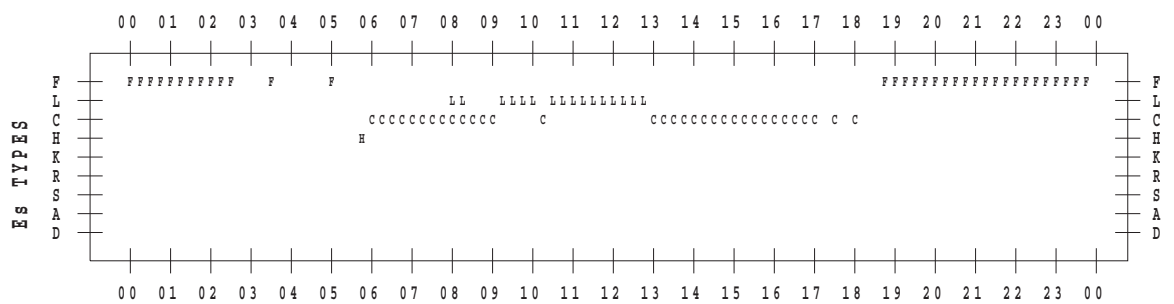 00 01 02 03 04 05 06 07 08 09 10 11 12 13 14 15 16 17 18 19 20 21 22 23 00
F FFFFFFFFFFF F F FFFFFFFFFFFFFFFFFFFFF F
L LL LLLL LLLLLLLLLL L
C CCCCCCCCCCCCC C CCCCCCCCCCCCCCCCC C C C
H H H
K K
R R
S S
A A
D D
Es TYPES
00 01 02 03 04 05 06 07 08 09 10 11 12 13 14 15 16 17 18 19 20 21 22 23 00